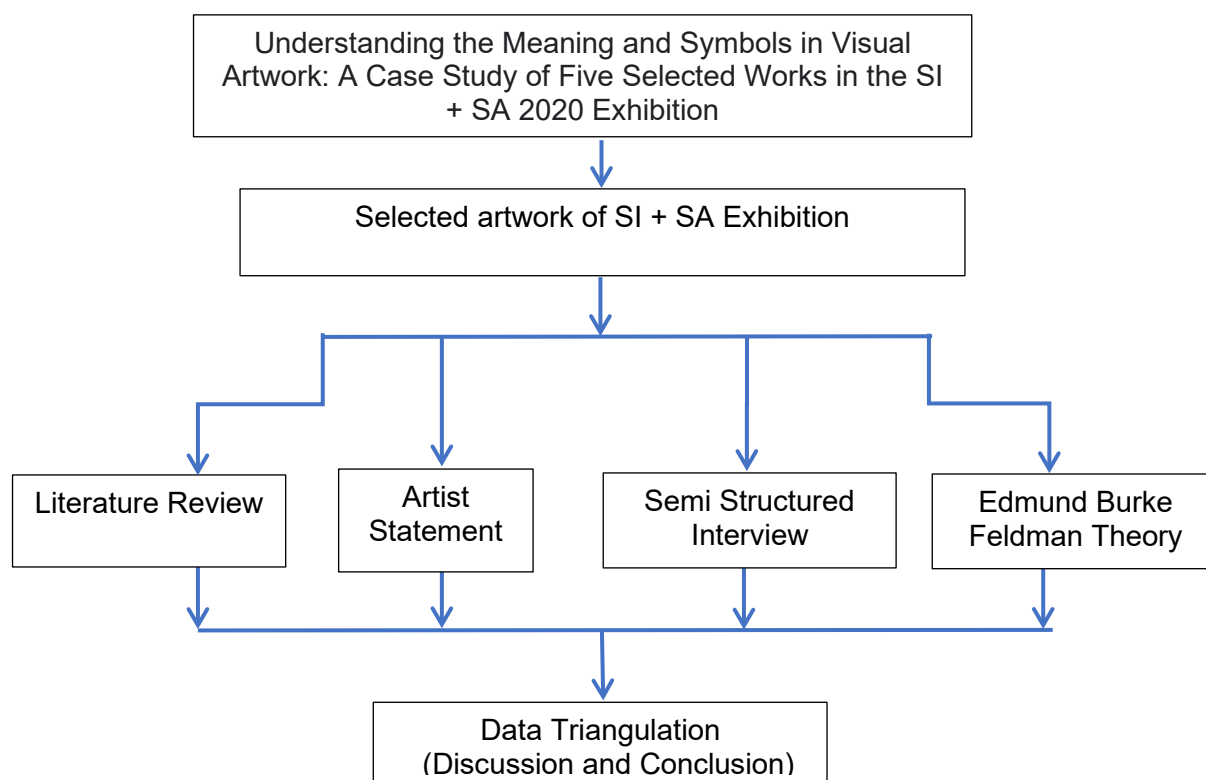 Understanding the Meaning and Symbols in Visual
Artwork: A Case Study of Five Selected Works in the SI
+ SA 2020 Exhibition
Selected artwork of SI + SA Exhibition
Literature Review
Artist
Statement
Semi Structured
Interview
Edmund Burke
Feldman Theory
Data Triangulation
(Discussion and Conclusion)